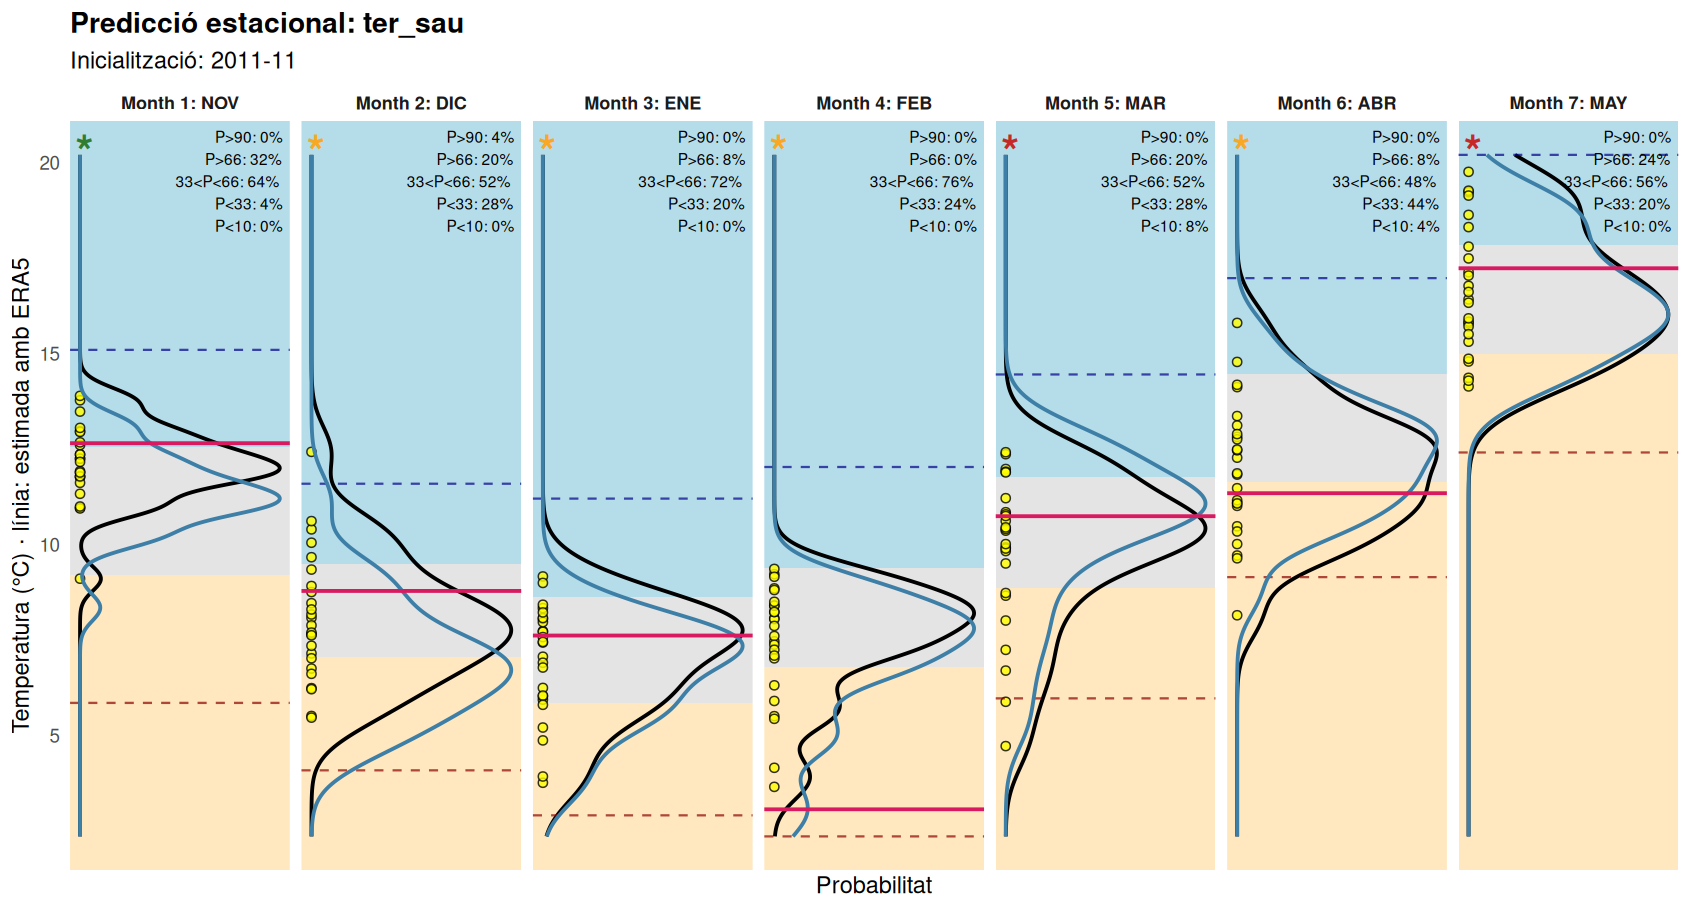 Predicció estacional: ter_sau
Inicialització: 2011-11
Month 1: NOV
Month 2: DIC
Month 3: ENE
Month 4: FEB
Month 5: MAR
Month 6: ABR
Month 7: MAY
*
P>90: 0%
P>66: 32%
33<P<66: 64%
P<33: 4%
P<10: 0%
*
P>90: 4%
P>66: 20%
33<P<66: 52%
P<33: 28%
P<10: 0%
*
P>90: 0%
P>66: 8%
33<P<66: 72%
P<33: 20%
P<10: 0%
*
P>90: 0%
P>66: 0%
33<P<66: 76%
P<33: 24%
P<10: 0%
*
P>90: 0%
P>66: 20%
33<P<66: 52%
P<33: 28%
P<10: 8%
*
P>90: 0%
P>66: 8%
33<P<66: 48%
P<33: 44%
P<10: 4%
*
P>90: 0%
P>66: 24%
33<P<66: 56%
P<33: 20%
P<10: 0%
20
15
10
5
Temperatura (°C) · línia: estimada amb ERA5
Probabilitat